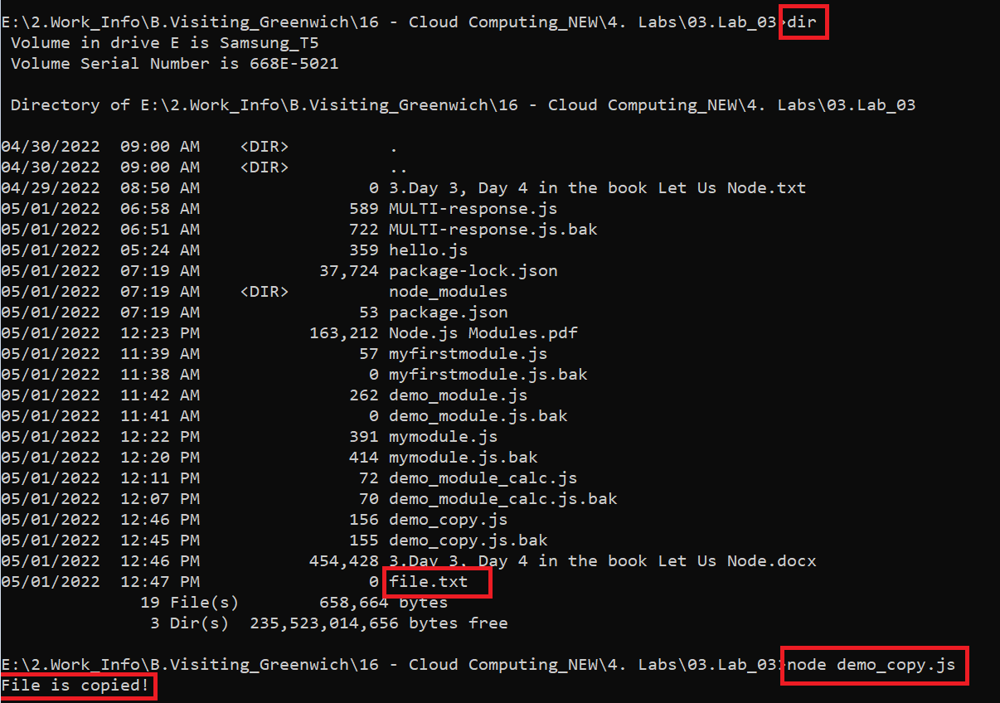 E:\2.Work_Info\B.Visiting_Greenwich\16 - Cloud Computing_NEW\4. Labs\03.Lab_03>dir
 Volume in drive E is Samsung_T5
 Volume Serial Number is 668E-5021

 Directory of E:\2.Work_Info\B.Visiting_Greenwich\16 - Cloud Computing_NEW\4. Labs\03.Lab_03

04/30/2022  09:00 AM    <DIR>          .
04/30/2022  09:00 AM    <DIR>          ..
04/29/2022  08:50 AM                 0 3.Day 3, Day 4 in the book Let Us Node.txt
05/01/2022  06:58 AM               589 MULTI-response.js
05/01/2022  06:51 AM               722 MULTI-response.js.bak
05/01/2022  05:24 AM               359 hello.js
05/01/2022  07:19 AM            37,724 package-lock.json
05/01/2022  07:19 AM    <DIR>          node_modules
05/01/2022  07:19 AM                53 package.json
05/01/2022  12:23 PM           163,212 Node.js Modules.pdf
05/01/2022  11:39 AM                57 myfirstmodule.js
05/01/2022  11:38 AM                 0 myfirstmodule.js.bak
05/01/2022  11:42 AM               262 demo_module.js
05/01/2022  11:41 AM                 0 demo_module.js.bak
05/01/2022  12:22 PM               391 mymodule.js
05/01/2022  12:20 PM               414 mymodule.js.bak
05/01/2022  12:11 PM                72 demo_module_calc.js
05/01/2022  12:07 PM                70 demo_module_calc.js.bak
05/01/2022  12:46 PM               156 demo_copy.js
05/01/2022  12:45 PM               155 demo_copy.js.bak
05/01/2022  12:46 PM           454,428 3.Day 3, Day 4 in the book Let Us Node.docx
05/01/2022  12:47 PM                 0 file.txt
              19 File(s)        658,664 bytes
               3 Dir(s)  235,523,014,656 bytes free

E:\2.Work_Info\B.Visiting_Greenwich\16 - Cloud Computing_NEW\4. Labs\03.Lab_03>node demo_copy.js
File is copied!